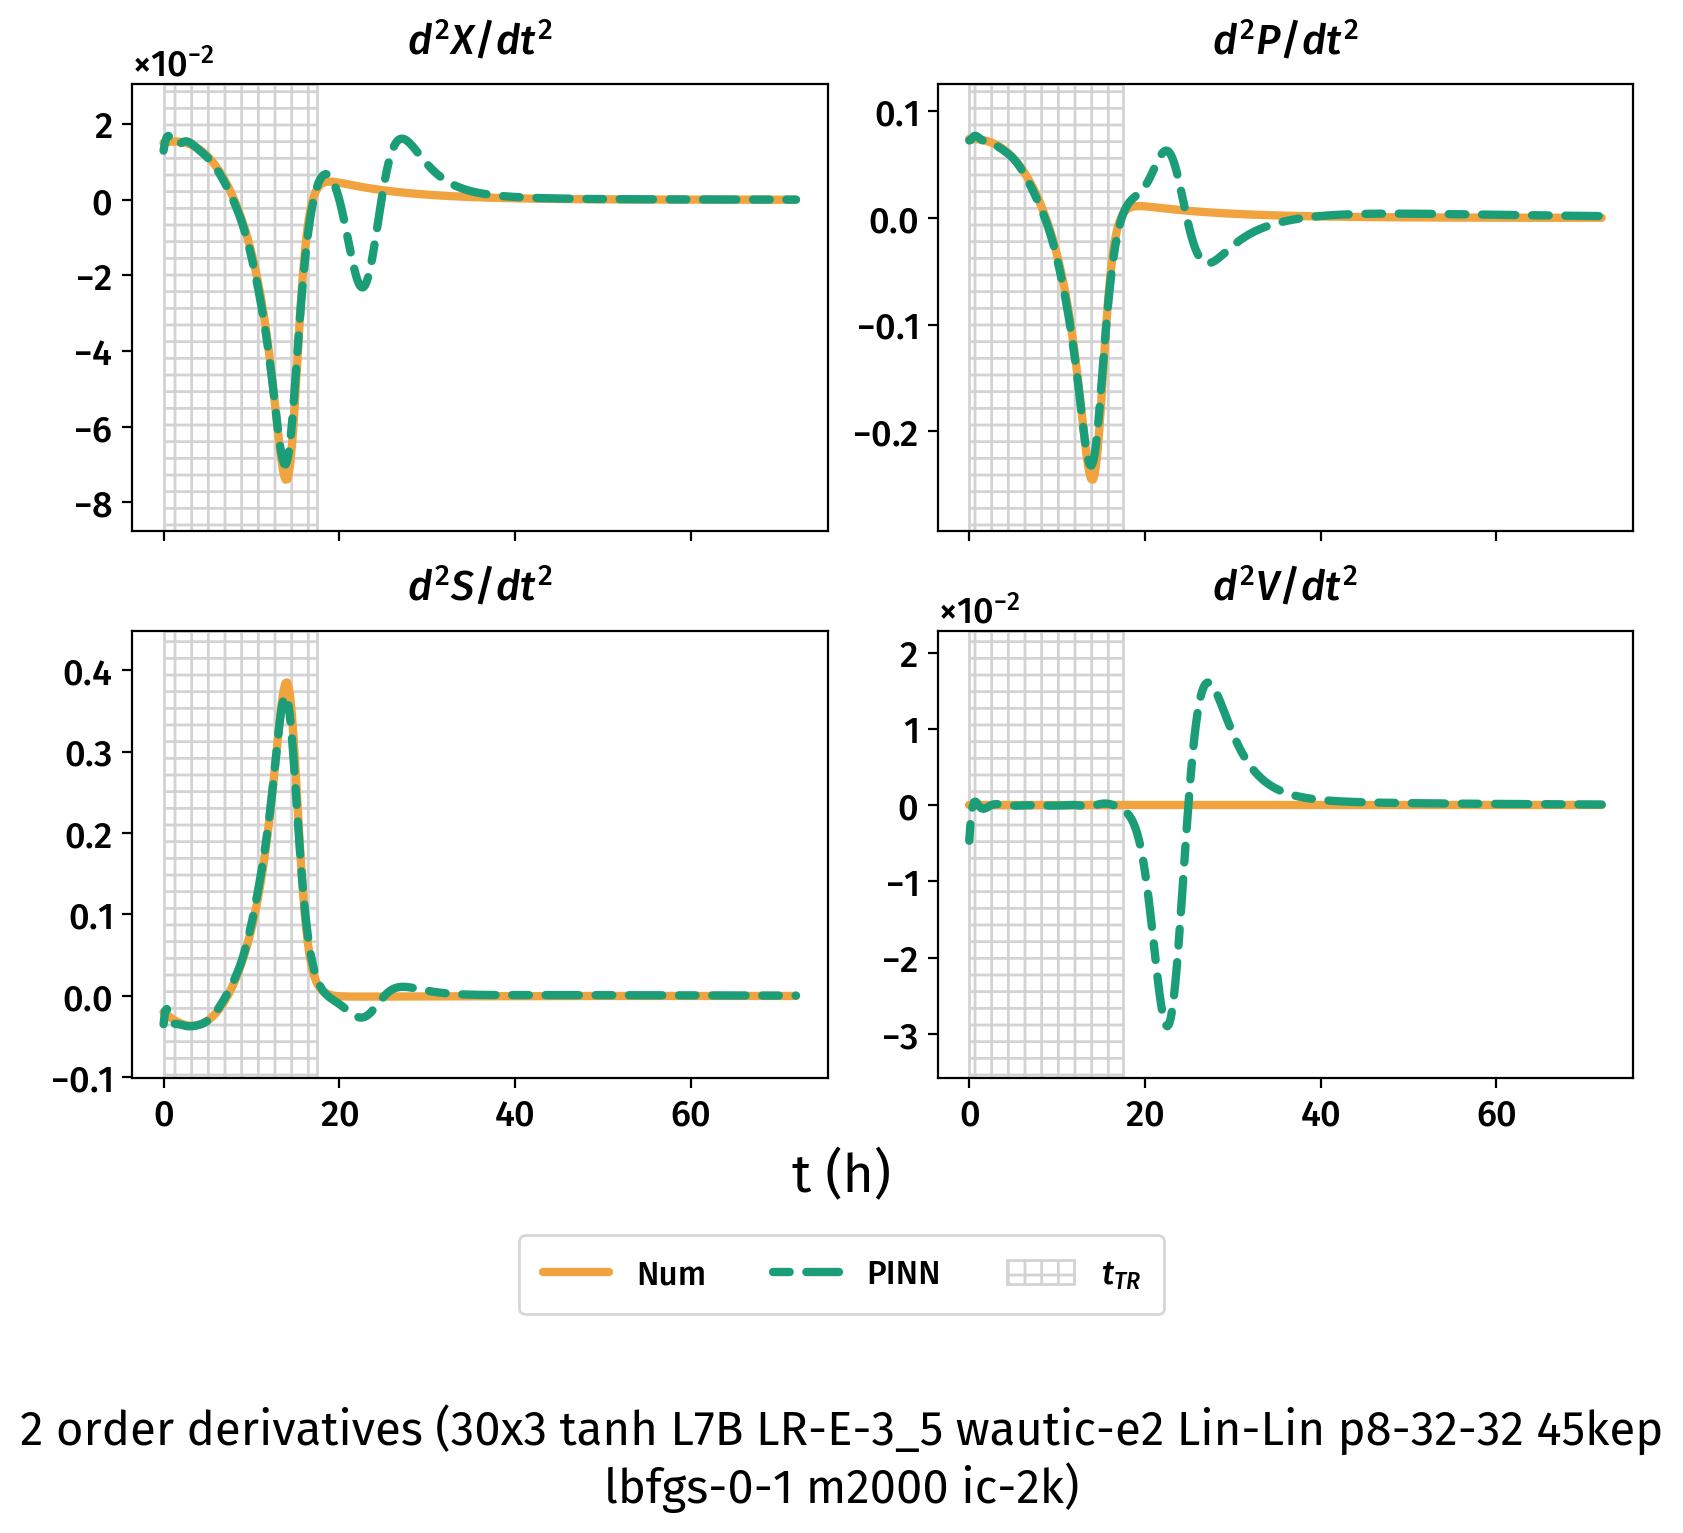 d²X/dt²
×10⁻²
2
0
−2
−4
−6
−8
d²P/dt²
0.1
0.0
−0.1
−0.2
d²S/dt²
0.4
0.3
0.2
0.1
0.0
−0.1
0 20 40 60
d²V/dt²
×10⁻²
2
1
0
−1
−2
−3
0 20 40 60
t (h)
Num PINN t_TR
2 order derivatives (30x3 tanh L7B LR-E-3_5 wautic-e2 Lin-Lin p8-32-32 45kep
lbfgs-0-1 m2000 ic-2k)